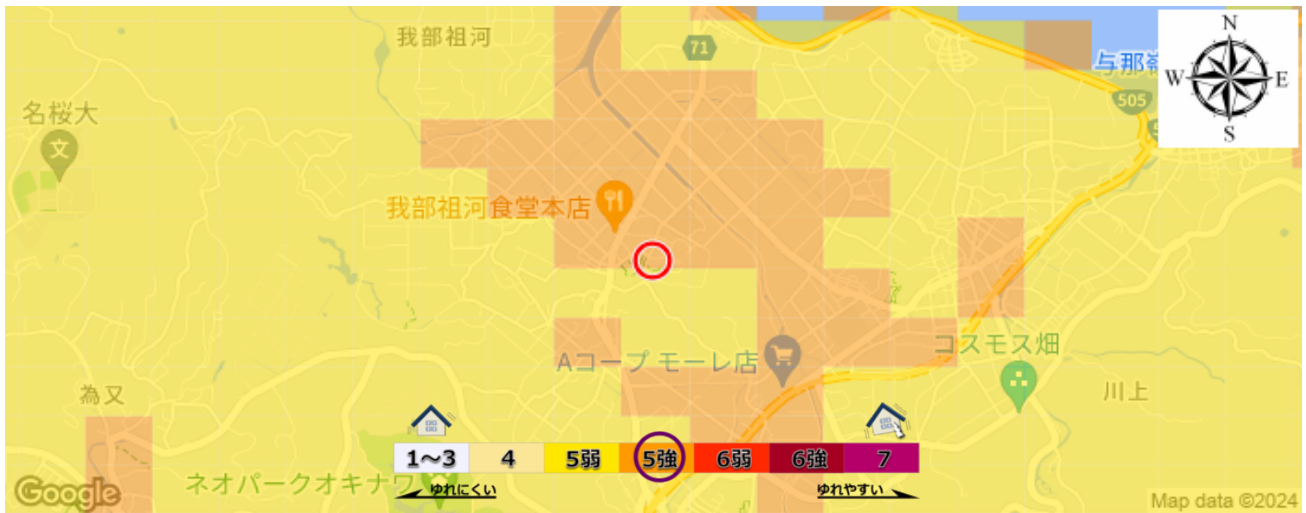 我部祖河
71
N
W
E
S
与那嶺
505
名桜大
文
我部祖河食堂本店
Aコープ モーレ店
コスモス畑
為又
川上
1～3
4
5弱
5強
6弱
6強
7
ネオパークオキナワ
ゆれにくい
ゆれやすい
Google
Map data ©2024